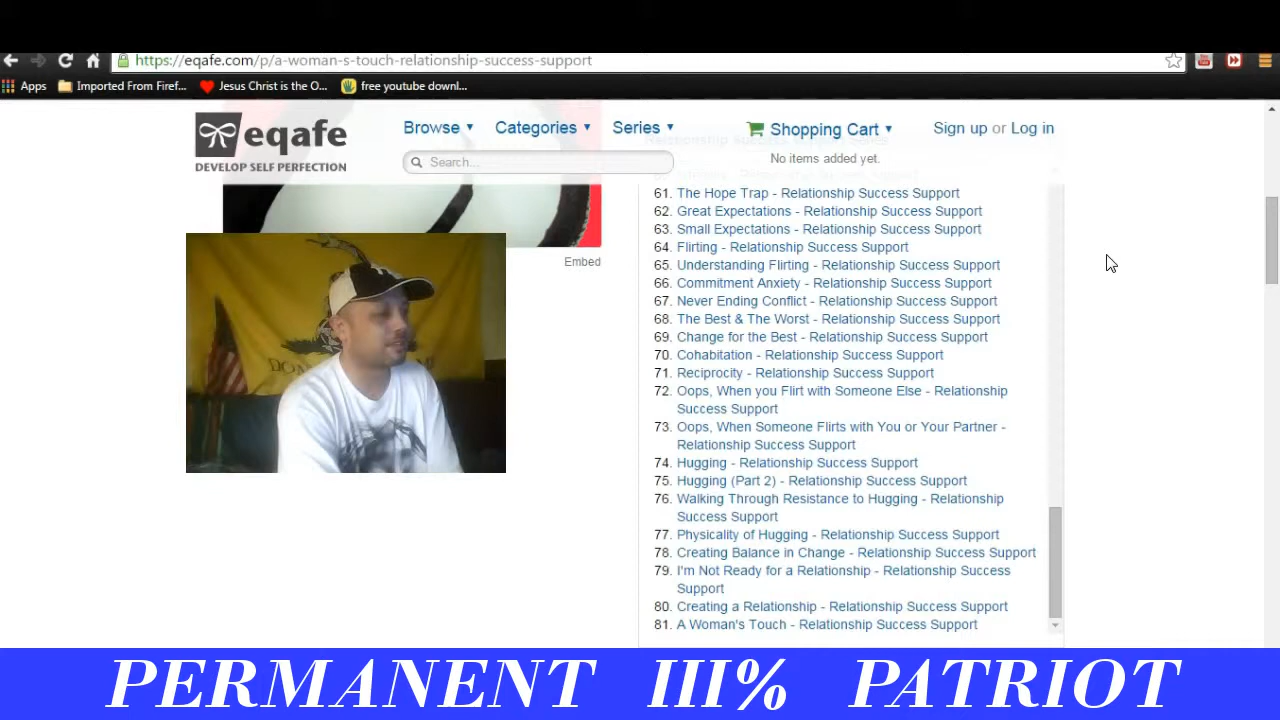 https://eqafe.com/p/a-woman-s-touch-relationship-success-support
Apps
Imported From Firef...
Jesus Christ is the O...
free youtube downl...
eqafe
DEVELOP SELF PERFECTION
Browse
Categories
Series
Search...
Shopping Cart
No items added yet.
Sign up or Log in
61. The Hope Trap - Relationship Success Support
62. Great Expectations - Relationship Success Support
63. Small Expectations - Relationship Success Support
64. Flirting - Relationship Success Support
65. Understanding Flirting - Relationship Success Support
66. Commitment Anxiety - Relationship Success Support
67. Never Ending Conflict - Relationship Success Support
68. The Best & The Worst - Relationship Success Support
69. Change for the Best - Relationship Success Support
70. Cohabitation - Relationship Success Support
71. Reciprocity - Relationship Success Support
72. Oops, When you Flirt with Someone Else - Relationship
Success Support
73. Oops, When Someone Flirts with You or Your Partner -
Relationship Success Support
74. Hugging - Relationship Success Support
75. Hugging (Part 2) - Relationship Success Support
76. Walking Through Resistance to Hugging - Relationship
Success Support
77. Physicality of Hugging - Relationship Success Support
78. Creating Balance in Change - Relationship Success Support
79. I'm Not Ready for a Relationship - Relationship Success
Support
80. Creating a Relationship - Relationship Success Support
81. A Woman's Touch - Relationship Success Support
Embed
PERMANENT III% PATRIOT